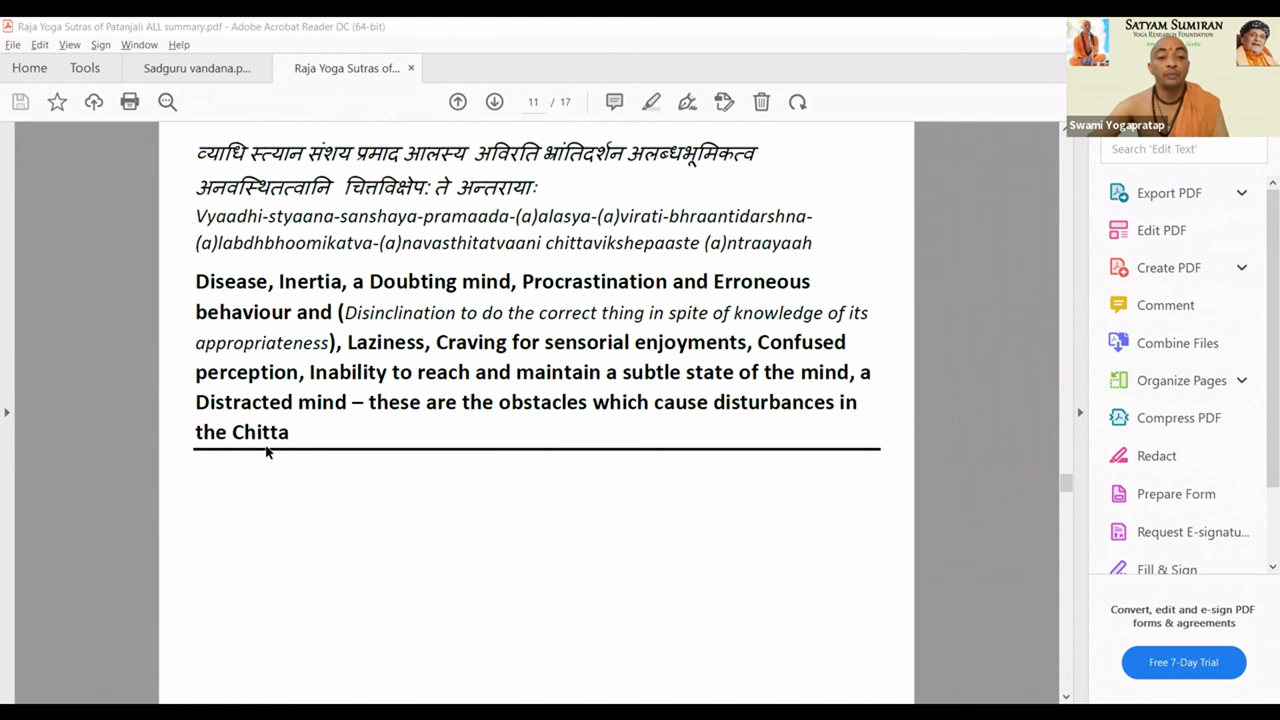 Raja Yoga Sutras of Patanjali ALL summary.pdf - Adobe Acrobat Reader DC (64-bit)
File Edit View Sign Window Help
Home Tools Sadguru vandana.p... Raja Yoga Sutras of... ×
11 / 17
SATYAM SUMIRAN
YOGA RESEARCH FOUNDATION
Swami Yogapratap
व्याधि स्त्यान संशय प्रमाद आलस्य अविरति भ्रांतिदर्शन अलब्धभूमिकत्व
अनवस्थितत्वानि चित्तविक्षेप: ते अन्तरायाः
Vyaadhi-styaana-sanshaya-pramaada-(a)alasya-(a)virati-bhraantidarshna-
(a)labdhbhoomikatva-(a)navasthitatvaani chittavikshepaaste (a)ntraayaah
Disease, Inertia, a Doubting mind, Procrastination and Erroneous
behaviour and (Disinclination to do the correct thing in spite of knowledge of its
appropriateness), Laziness, Craving for sensorial enjoyments, Confused
perception, Inability to reach and maintain a subtle state of the mind, a
Distracted mind – these are the obstacles which cause disturbances in
the Chitta
Search 'Edit Text'
Export PDF
Edit PDF
Create PDF
Comment
Combine Files
Organize Pages
Compress PDF
Redact
Prepare Form
Request E-signatu...
Fill & Sign
Convert, edit and e-sign PDF
forms & agreements
Free 7-Day Trial